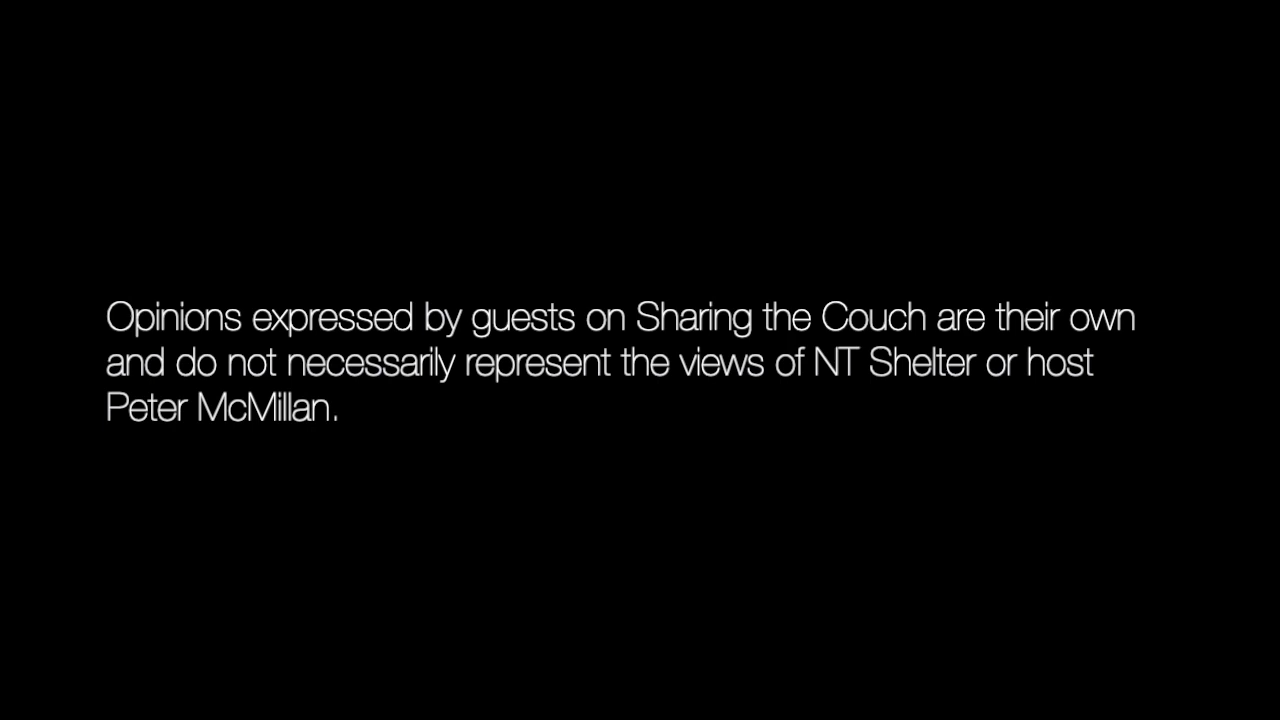 Opinions expressed by guests on Sharing the Couch are their own
and do not necessarily represent the views of NT Shelter or host
Peter McMillan.